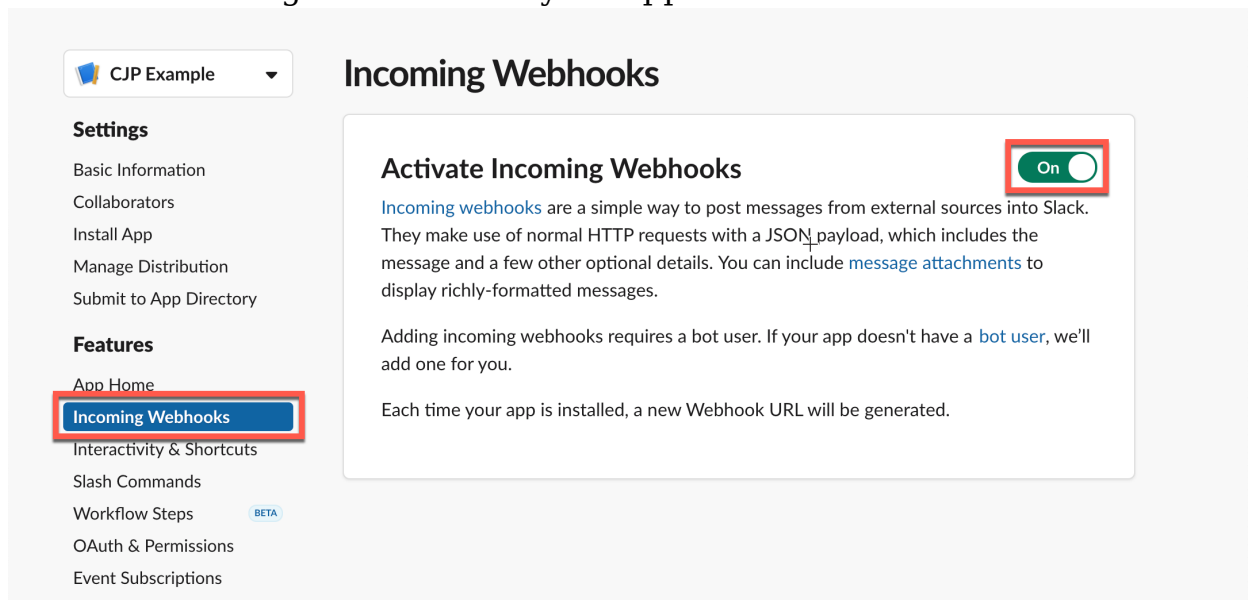 CJP Example
Incoming Webhooks
Settings
Basic Information
Collaborators
Install App
Manage Distribution
Submit to App Directory
Features
App Home
Incoming Webhooks
Interactivity & Shortcuts
Slash Commands
Workflow Steps BETA
OAuth & Permissions
Event Subscriptions
Activate Incoming Webhooks
On
Incoming webhooks are a simple way to post messages from external sources into Slack.
They make use of normal HTTP requests with a JSON payload, which includes the
message and a few other optional details. You can include message attachments to
display richly-formatted messages.
Adding incoming webhooks requires a bot user. If your app doesn't have a bot user, we’ll
add one for you.
Each time your app is installed, a new Webhook URL will be generated.